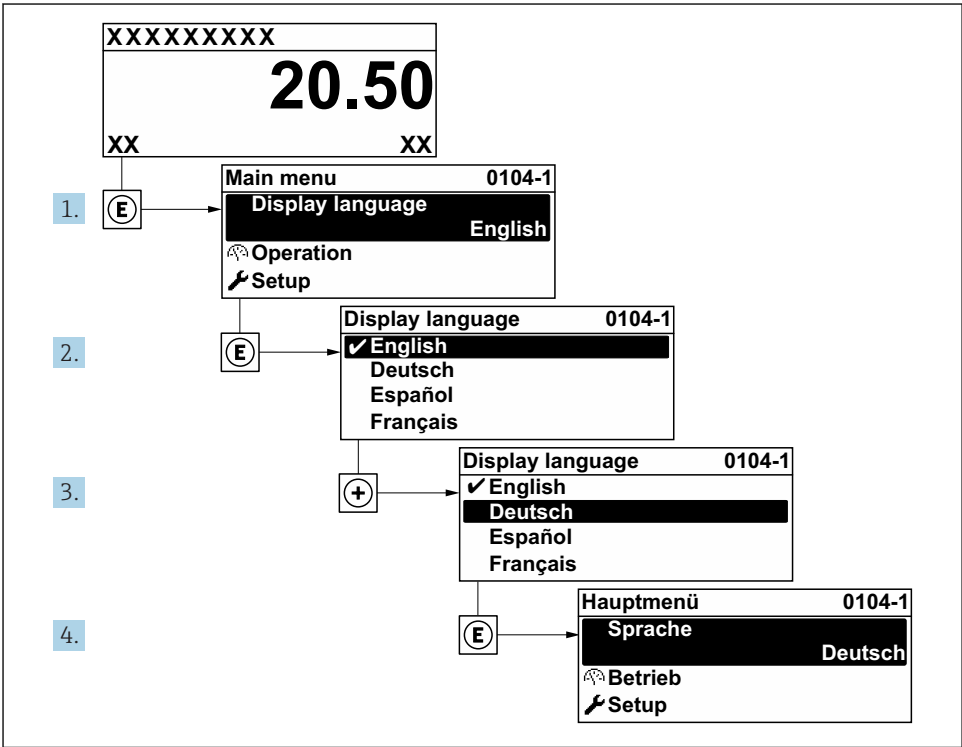 XXXXXXXXX
20.50
XX XX
1. E
Main menu 0104-1
Display language
English
Operation
Setup
2. E
Display language 0104-1
✔English
Deutsch
Español
Français
3. +
Display language 0104-1
✔English
Deutsch
Español
Français
4. E
Hauptmenü 0104-1
Sprache
Deutsch
Betrieb
Setup